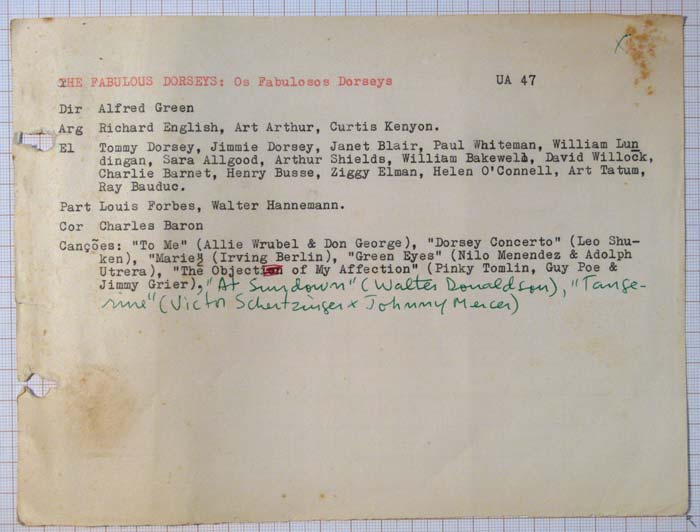 THE FABULOUS DORSEYS: Os Fabulosos Dorseys UA 47
Dir Alfred Green
Arg Richard English, Art Arthur, Curtis Kenyon.
El Tommy Dorsey, Jimmie Dorsey, Janet Blair, Paul Whiteman, William Lun
dingan, Sara Allgood, Arthur Shields, William Bakewell, David Willock,
Charlie Barnet, Henry Busse, Ziggy Elman, Helen O'Connell, Art Tatum,
Ray Bauduc.
Part Louis Forbes, Walter Hannemann.
Cor Charles Baron
Canções: "To Me" (Allie Wrubel & Don George), "Dorsey Concerto" (Leo Shu-
ken), "Marie" (Irving Berlin), "Green Eyes" (Nilo Menendez & Adolph
Utrera), "The Object of My Affection" (Pinky Tomlin, Guy Poe &
Jimmy Grier), "At Sundown" (Walter Donaldson), "Tange-
rine" (Victor Schertzinger x Johnny Mercer)